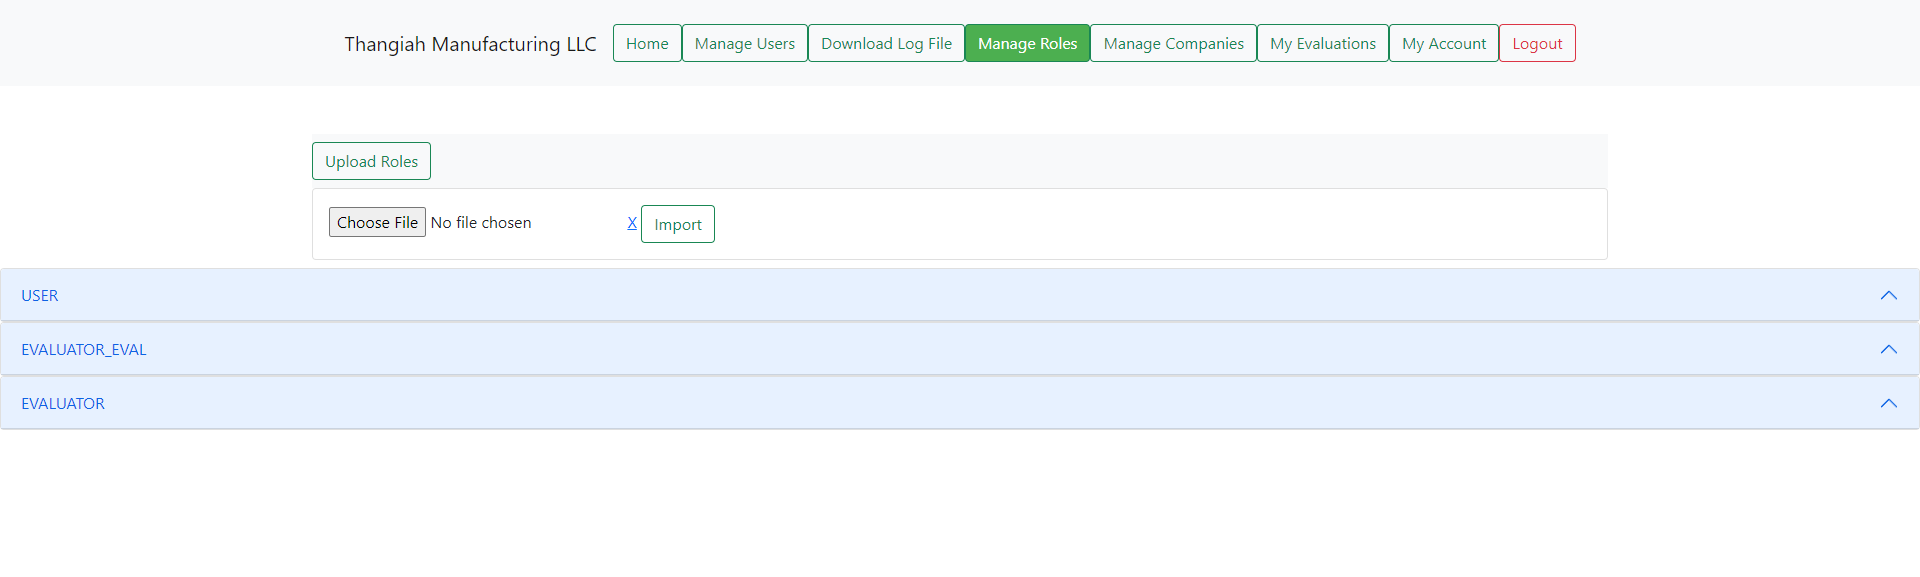 Thangiah Manufacturing LLC Home Manage Users Download Log File Manage Roles Manage Companies My Evaluations My Account Logout
Upload Roles
Choose File No file chosen X Import
USER
EVALUATOR_EVAL
EVALUATOR